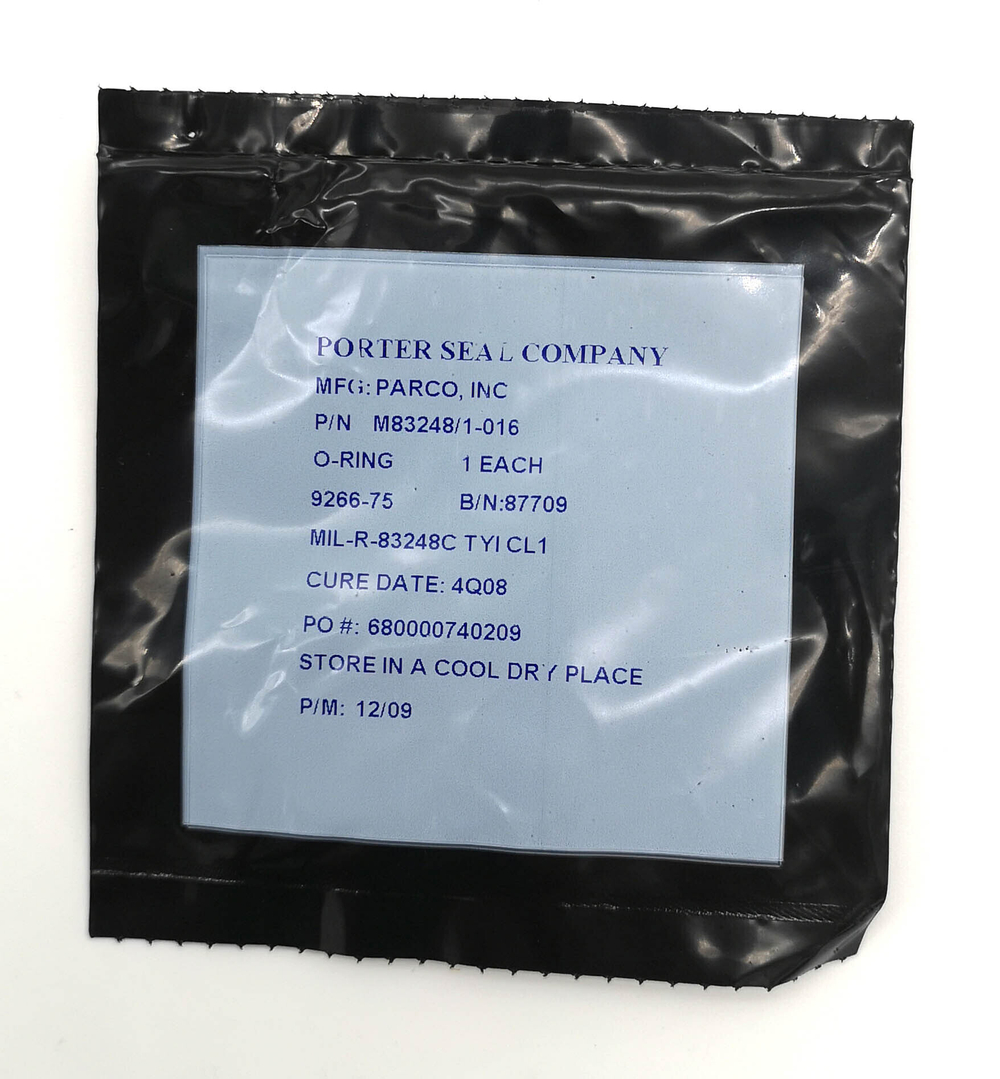 PORTER SEAL COMPANY
MFG: PARCO, INC
P/N M83248/1-016
O-RING 1 EACH
9266-75 B/N:87709
MIL-R-83248C TYI CL1
CURE DATE: 4Q08
PO #: 680000740209
STORE IN A COOL DRY PLACE
P/M: 12/09